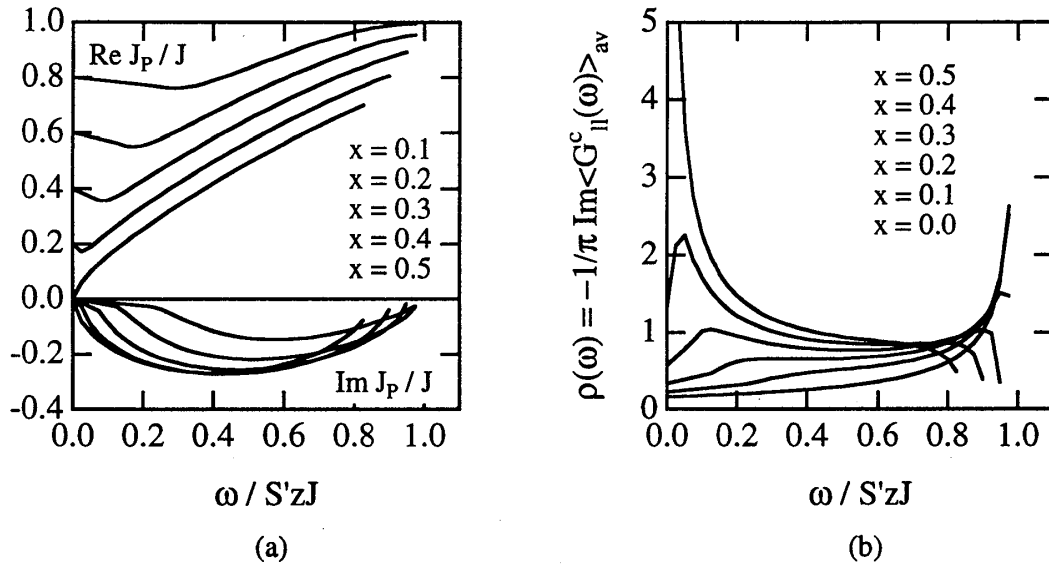 1.0
0.8
0.6
0.4
0.2
0.0
-0.2
-0.4
Re J_P / J
x = 0.1
x = 0.2
x = 0.3
x = 0.4
x = 0.5
Im J_P / J
0.0 0.2 0.4 0.6 0.8 1.0
ω / S'zJ
(a)
ρ(ω) = −1/π Im<G^c_ll(ω)>_av
5
4
3
2
1
0
x = 0.5
x = 0.4
x = 0.3
x = 0.2
x = 0.1
x = 0.0
0.0 0.2 0.4 0.6 0.8 1.0
ω / S'zJ
(b)